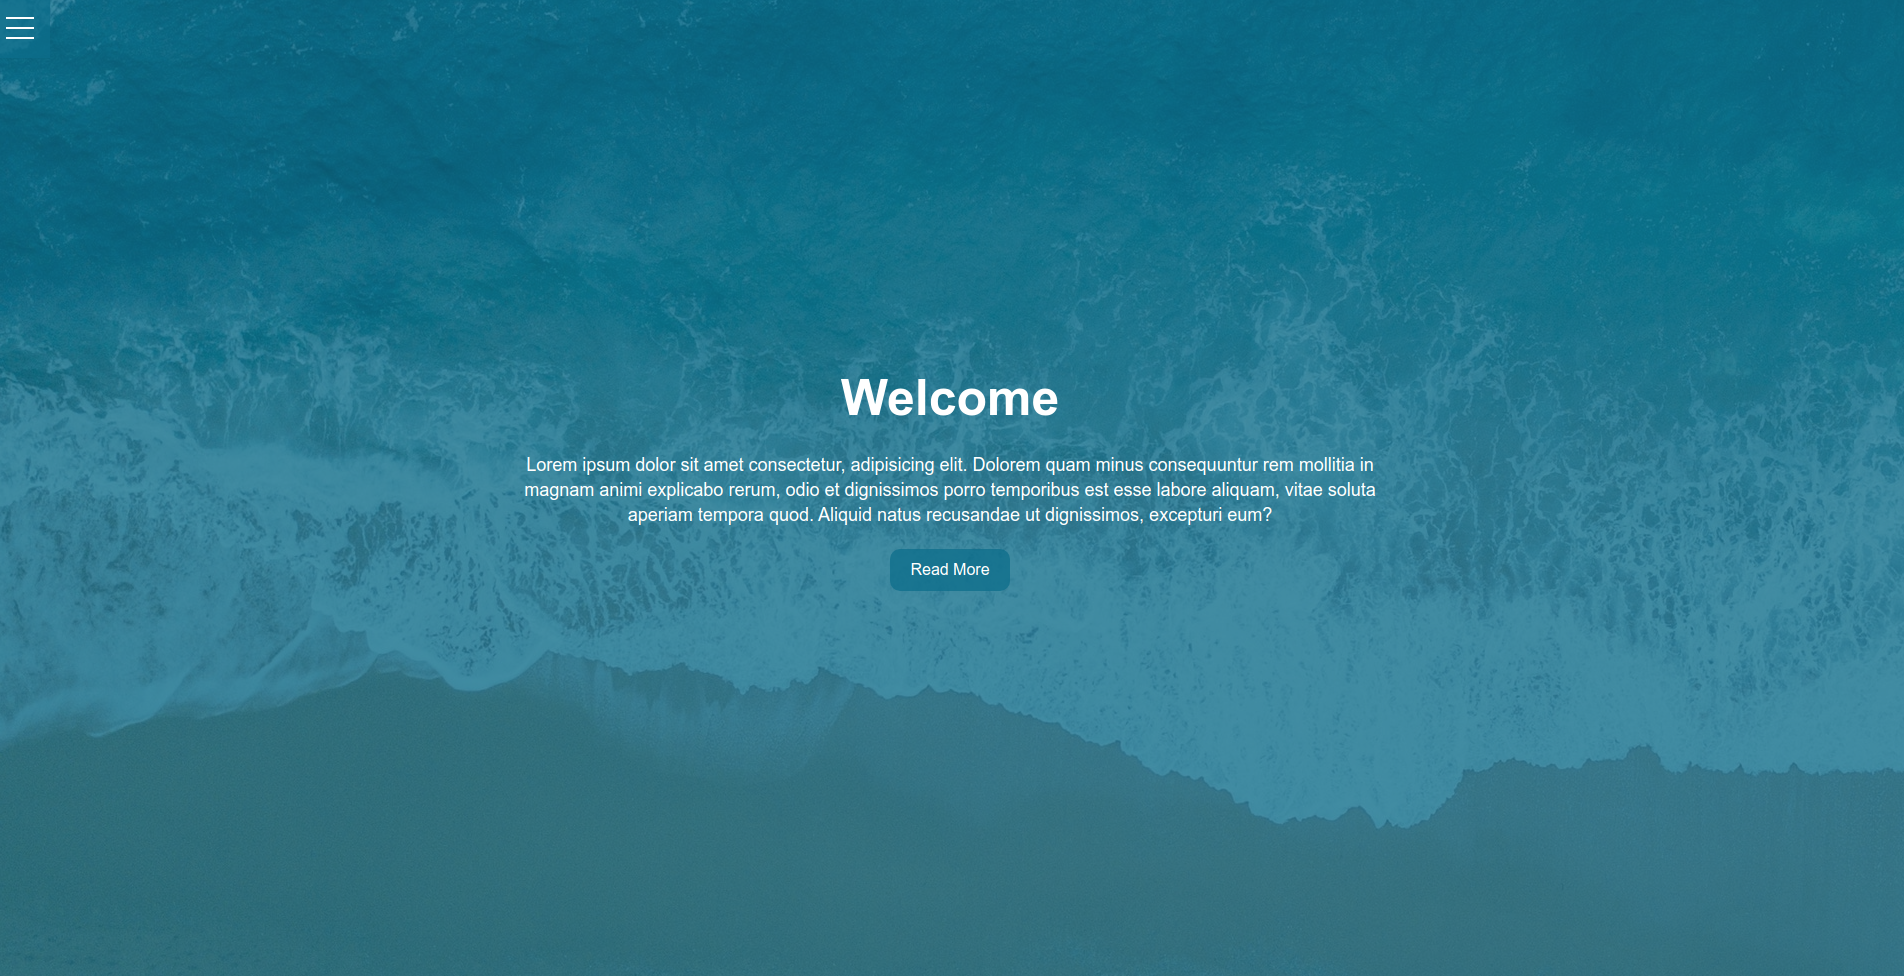 Welcome
Lorem ipsum dolor sit amet consectetur, adipisicing elit. Dolorem quam minus consequuntur rem mollitia in
magnam animi explicabo rerum, odio et dignissimos porro temporibus est esse labore aliquam, vitae soluta
aperiam tempora quod. Aliquid natus recusandae ut dignissimos, excepturi eum?
Read More